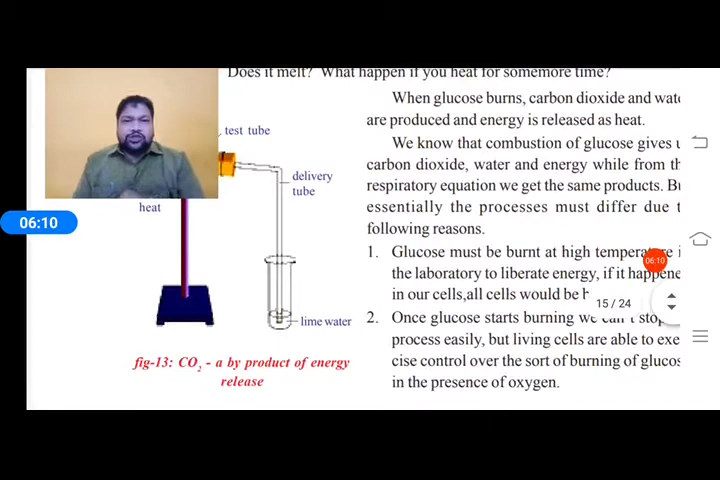 Does it melt? What happen if you heat for somemore time?
test tube
delivery
tube
heat
lime water
fig-13: CO2 - a by product of energy
release
When glucose burns, carbon dioxide and
are produced and energy is released as heat.
We know that combustion of glucose gives
carbon dioxide, water and energy while from
respiratory equation we get the same products.
essentially the processes must differ due
following reasons.
1. Glucose must be burnt at high
the laboratory to liberate energy, if it
in our cells,all cells would be
2. Once glucose starts burning we can't stop
process easily, but living cells are able to
cise control over the sort of burning of
in the presence of oxygen.
06:10
06:10
15 / 24